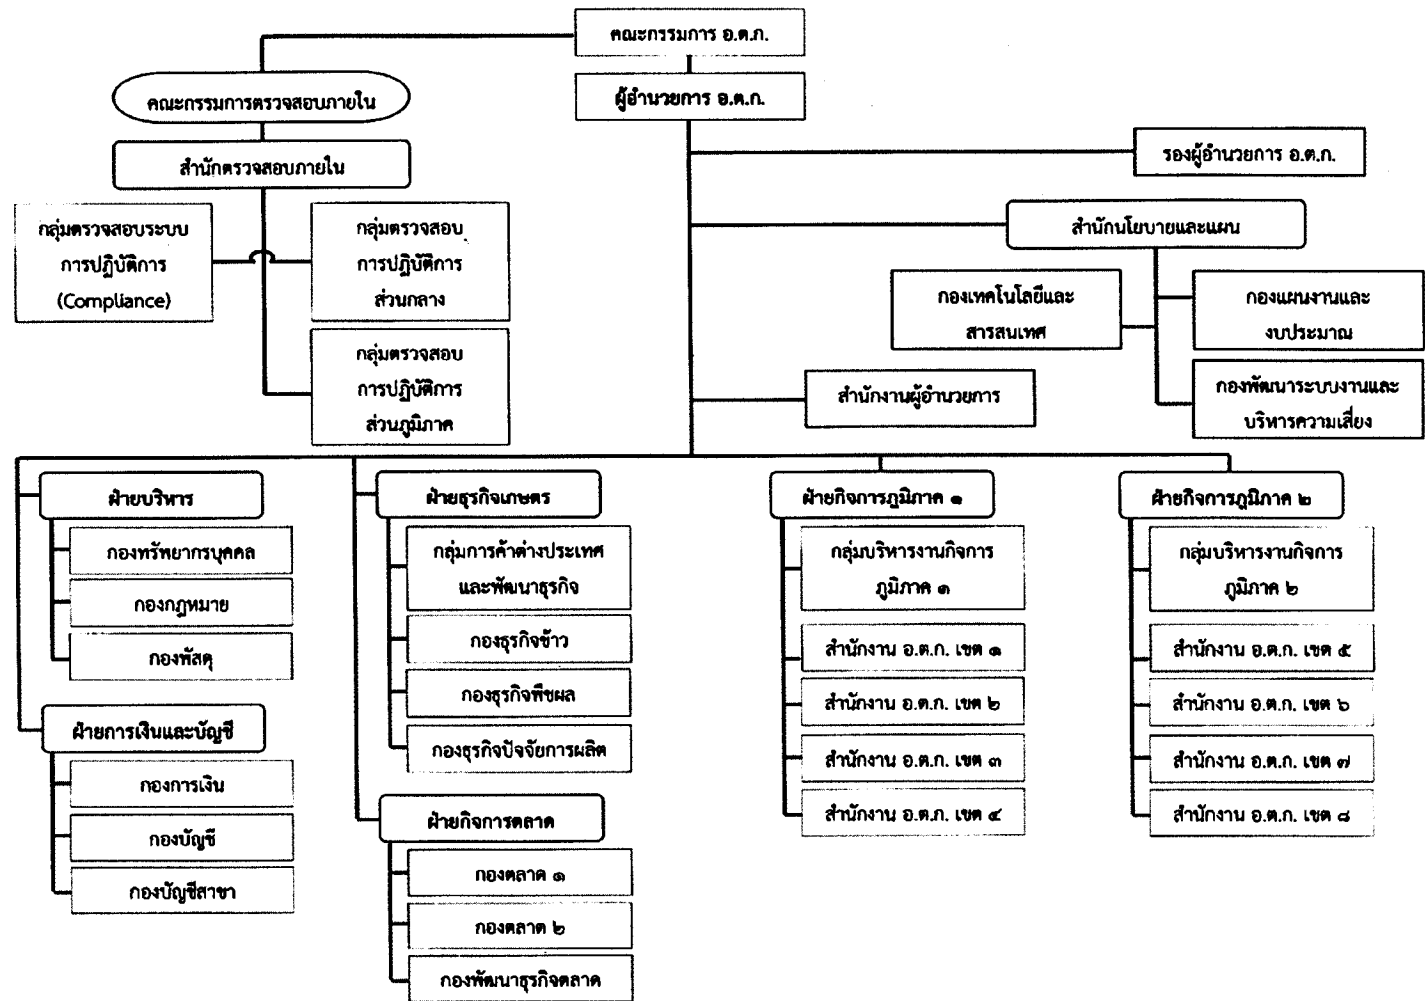 คณะกรรมการ อ.ต.ก.
ผู้อำนวยการ อ.ต.ก.
คณะกรรมการตรวจสอบภายใน
สำนักตรวจสอบภายใน
กลุ่มตรวจสอบระบบ
การปฏิบัติการ
(Compliance)
กลุ่มตรวจสอบ
การปฏิบัติการ
ส่วนกลาง
กลุ่มตรวจสอบ
การปฏิบัติการ
ส่วนภูมิภาค
รองผู้อำนวยการ อ.ต.ก.
สำนักนโยบายและแผน
กองเทคโนโลยีและ
สารสนเทศ
กองแผนงานและ
งบประมาณ
กองพัฒนาระบบงานและ
บริหารความเสี่ยง
สำนักงานผู้อำนวยการ
ฝ่ายบริหาร
กองทรัพยากรบุคคล
กองกฎหมาย
กองพัสดุ
ฝ่ายการเงินและบัญชี
กองการเงิน
กองบัญชี
กองบัญชีสาขา
ฝ่ายธุรกิจเกษตร
กลุ่มการค้าต่างประเทศ
และพัฒนาธุรกิจ
กองธุรกิจข้าว
กองธุรกิจพืชผล
กองธุรกิจปัจจัยการผลิต
ฝ่ายกิจการตลาด
กองตลาด ๑
กองตลาด ๒
กองพัฒนาธุรกิจตลาด
ฝ่ายกิจการภูมิภาค ๑
กลุ่มบริหารงานกิจการ
ภูมิภาค ๑
สำนักงาน อ.ต.ก. เขต ๑
สำนักงาน อ.ต.ก. เขต ๒
สำนักงาน อ.ต.ก. เขต ๓
สำนักงาน อ.ต.ก. เขต ๔
ฝ่ายกิจการภูมิภาค ๒
กลุ่มบริหารงานกิจการ
ภูมิภาค ๒
สำนักงาน อ.ต.ก. เขต ๕
สำนักงาน อ.ต.ก. เขต ๖
สำนักงาน อ.ต.ก. เขต ๗
สำนักงาน อ.ต.ก. เขต ๘